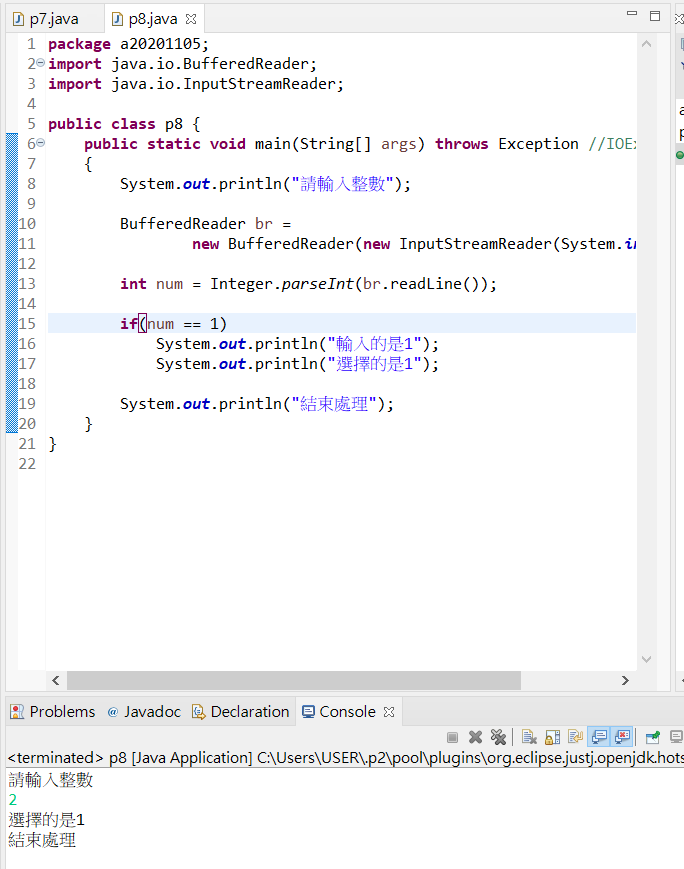 p7.java p8.java
1 package a20201105;
2 import java.io.BufferedReader;
3 import java.io.InputStreamReader;
4
5 public class p8 {
6 public static void main(String[] args) throws Exception //IOEx
7 {
8 System.out.println("請輸入整數");
9
10 BufferedReader br =
11 new BufferedReader(new InputStreamReader(System.in
12
13 int num = Integer.parseInt(br.readLine());
14
15 if(num == 1)
16 System.out.println("輸入的是1");
17 System.out.println("選擇的是1");
18
19 System.out.println("結束處理");
20 }
21 }
22
Problems @ Javadoc Declaration Console
<terminated> p8 [Java Application] C:\Users\USER\.p2\pool\plugins\org.eclipse.justj.openjdk.hots
請輸入整數
2
選擇的是1
結束處理